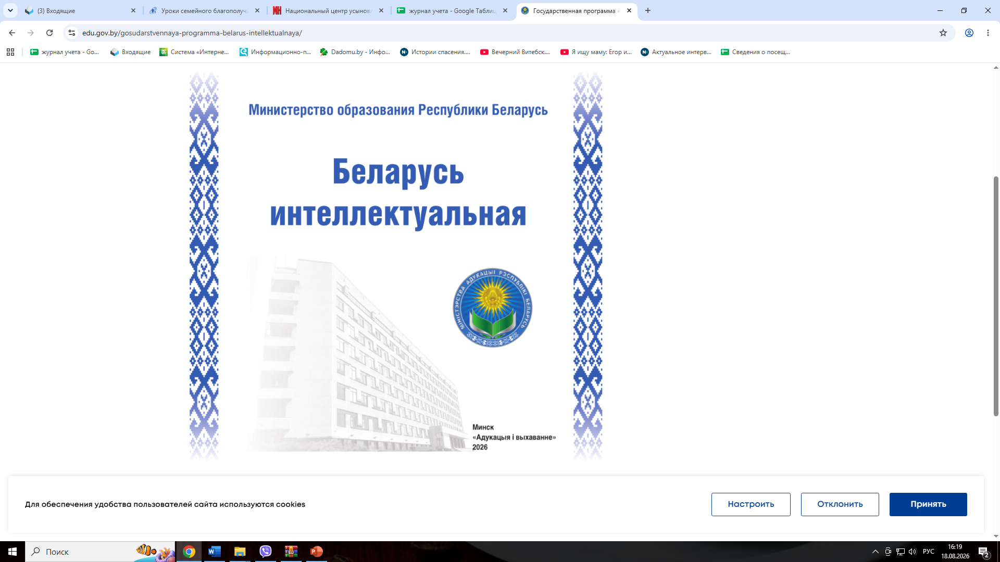 (3) Входящие
Уроки семейного благополучи
Национальный центр усыновл
журнал учета - Google Таблиц
Государственная программа «
edu.gov.by/gosudarstvennaya-programma-belarus-intellektualnaya/
журнал учета - Go...
Входящие
Система «Интерне...
Информационно-п...
Dadomu.by - Инфо...
Истории спасения....
Вечерний Витебск....
Я ищу маму: Егор и...
Актуальное интерв...
Сведения о посещ...
Министерство образования Республики Беларусь
Беларусь
интеллектуальная
МІНІСТЭРСТВА АДУКАЦЫІ РЭСПУБЛІКІ БЕЛАРУСЬ
Минск
«Адукацыя і выхаванне»
2026
Для обеспечения удобства пользователей сайта используются cookies
Настроить
Отклонить
Принять
Поиск
РУС
16:19
18.08.2026
2